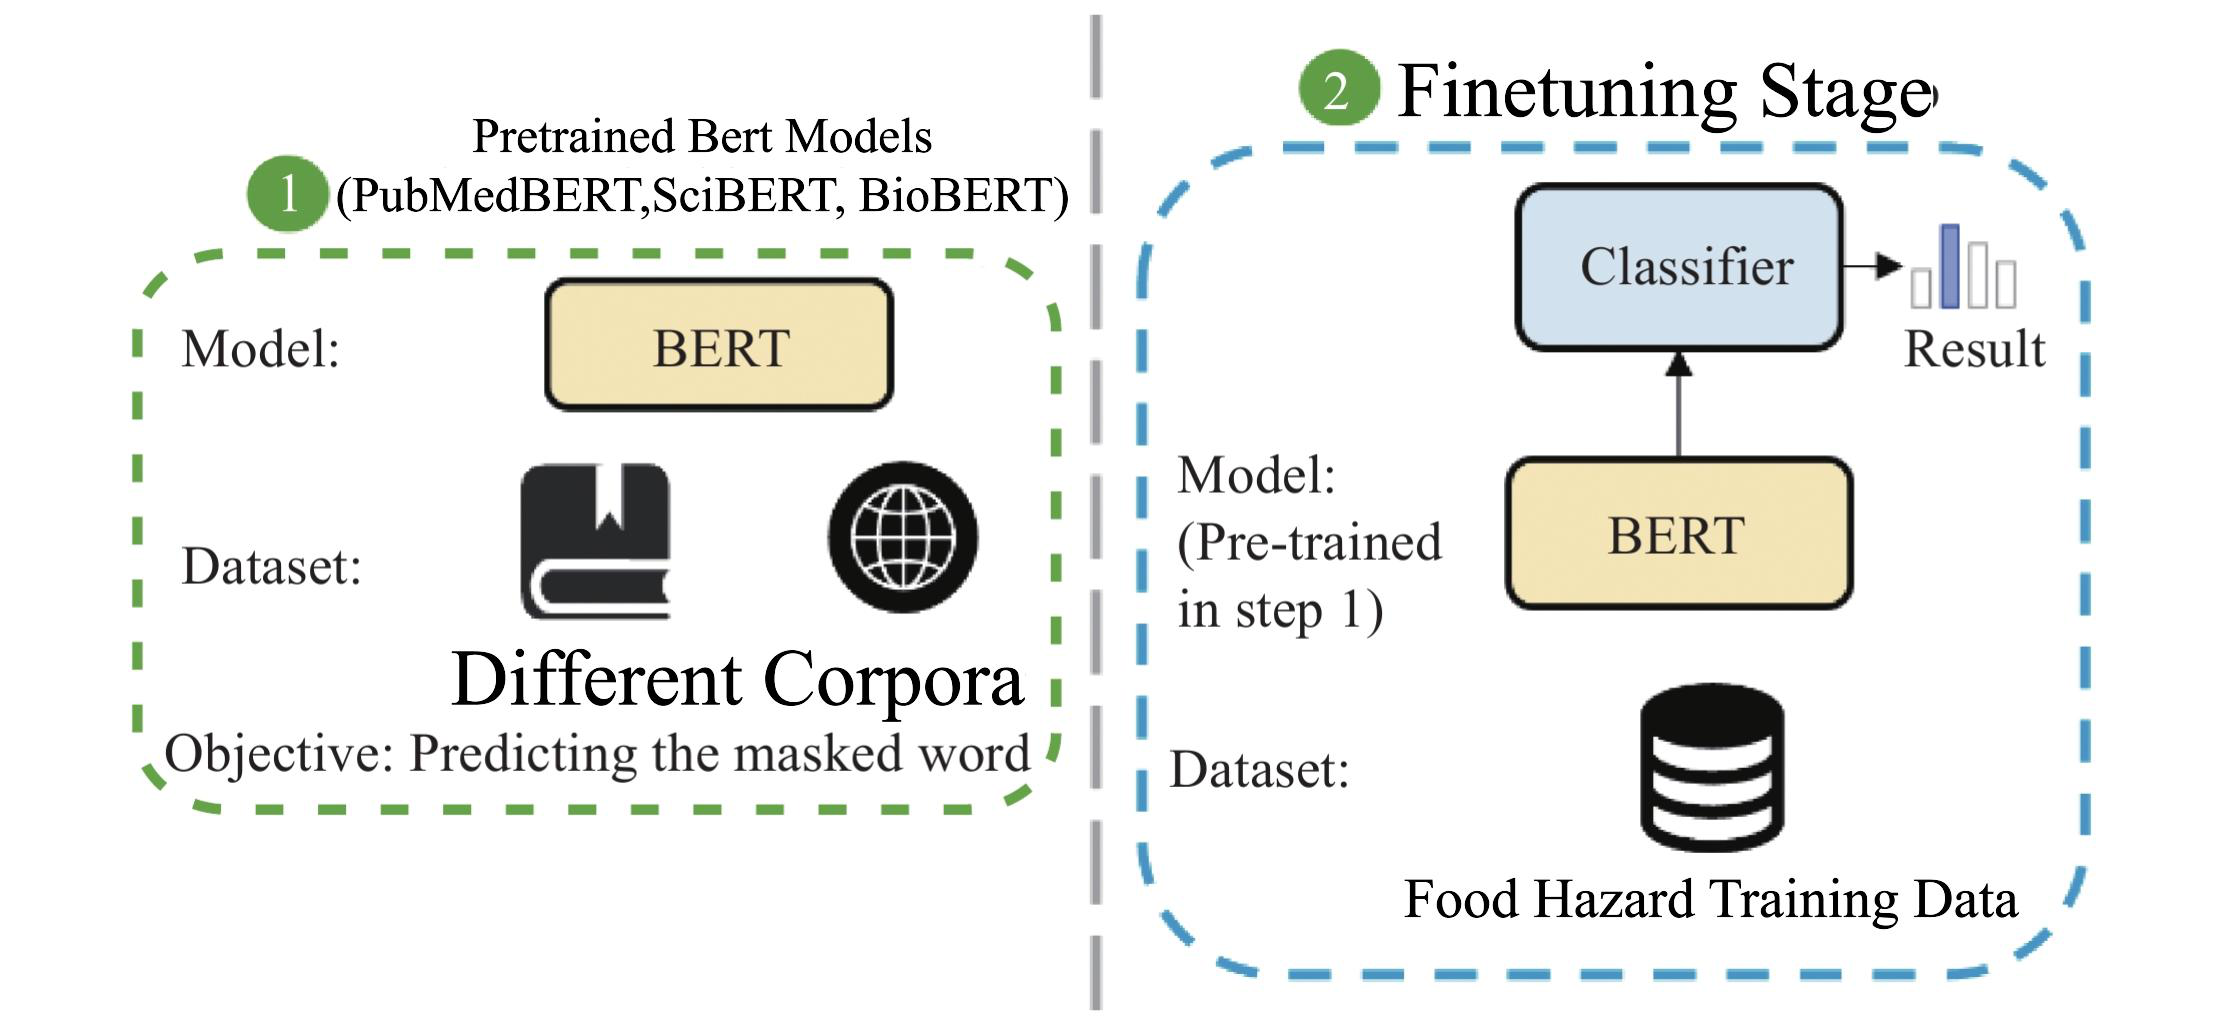 1
Pretrained Bert Models
(PubMedBERT,SciBERT, BioBERT)
Model:
BERT
Dataset:
Different Corpora
Objective: Predicting the masked word
2
Finetuning Stage
Classifier
Result
Model:
(Pre-trained
in step 1)
BERT
Dataset:
Food Hazard Training Data